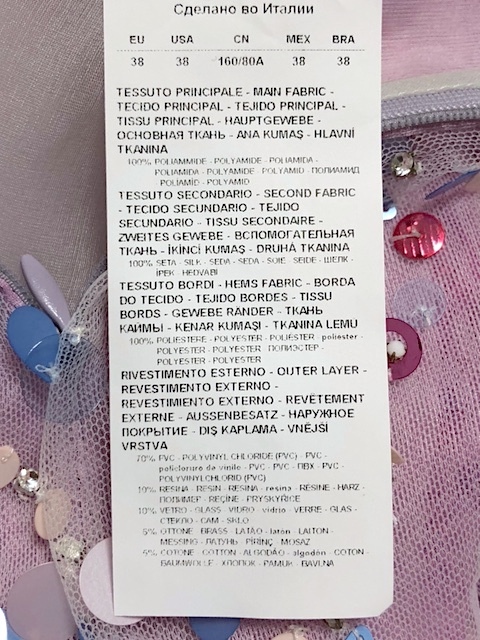 Сделано во Италии
EU USA CN MEX BRA
38 38 160/80A 38 38
TESSUTO PRINCIPALE - MAIN FABRIC -
TECIDO PRINCIPAL - TEJIDO PRINCIPAL -
TISSU PRINCIPAL - HAUPTGEWEBE -
ОСНОВНАЯ ТКАНЬ - ANA KUMAŞ - HLAVNÍ
TKANINA
100% POLIAMMIDE - POLYAMIDE - POLIAMIDA -
POLIAMIDA - POLYAMIDE - POLYAMID - ПОЛИАМИД
POLIAMİD - POLYAMID
TESSUTO SECONDARIO - SECOND FABRIC
- TECIDO SECUNDARIO - TEJIDO
SECUNDARIO - TISSU SECONDAIRE -
ZWEITES GEWEBE - ВСПОМОГАТЕЛЬНАЯ
ТКАНЬ - İKİNCİ KUMAŞ - DRUHÁ TKANINA
100% SETA - SILK - SEDA - SEDA - SOIE - SEIDE - ШЕЛК -
İPEK - HEDVÁBÍ
TESSUTO BORDI - HEMS FABRIC - BORDA
DO TECIDO - TEJIDO BORDES - TISSU
BORDS - GEWEBE RÄNDER - ТКАНЬ
КАЙМЫ - KENAR KUMAŞI - TKANINA LEMU
100% POLIESTERE - POLYESTER - POLIÉSTER - poliéster -
POLYESTER - POLYESTER - ПОЛИЭСТЕР -
POLYESTER - POLYESTER
RIVESTIMENTO ESTERNO - OUTER LAYER -
REVESTIMENTO EXTERNO -
REVESTIMIENTO EXTERNO - REVÊTEMENT
EXTERNE - AUSSENBESATZ - НАРУЖНОЕ
ПОКРЫТИЕ - DIŞ KAPLAMA - VNĚJŠÍ
VRSTVA
70% PVC - POLYVINYL CHLORIDE (PVC) - PVC -
policloruro de vinilo - PVC - PVC - ПВХ - PVC -
POLYVINYLCHLORID (PVC)
10% RESINA - RESIN - RESINA - resina - RÉSINE - HARZ -
ПОЛИМЕР - REÇİNE - PRYSKYŘICE
10% VETRO - GLASS - VIDRO - vidrio - VERRE - GLAS -
СТЕКЛО - CAM - SKLO
5% OTTONE - BRASS - LATÃO - latón - LAITON -
MESSING - ЛАТУНЬ - PİRİNÇ - MOSAZ
5% COTONE - COTTON - ALGODÃO - algodón - COTON -
BAUMWOLLE - ХЛОПОК - PAMUK - BAVLNA